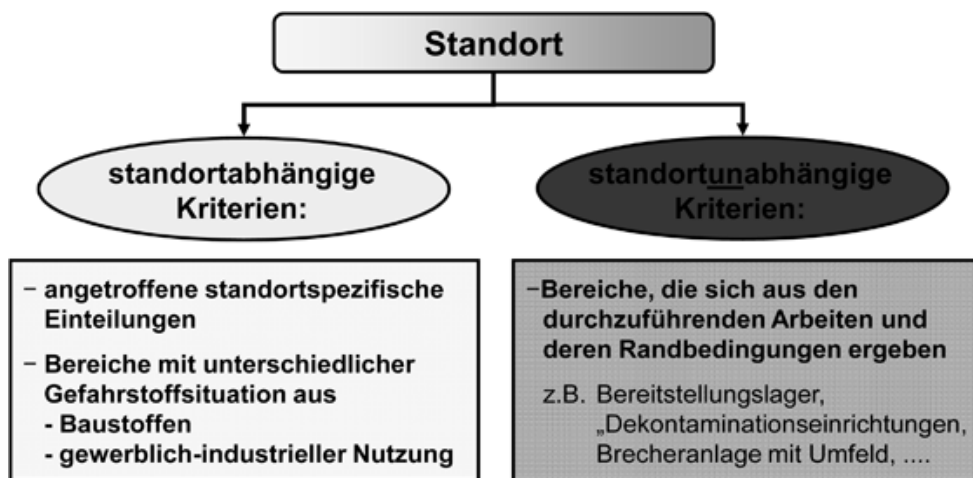 Standort
standortabhängige
Kriterien:
standortunabhängige
Kriterien:
– angetroffene standortspezifische
Einteilungen
– Bereiche mit unterschiedlicher
Gefahrstoffsituation aus
- Baustoffen
- gewerblich-industrieller Nutzung
–Bereiche, die sich aus den
durchzuführenden Arbeiten und
deren Randbedingungen ergeben
z.B. Bereitstellungslager,
„Dekontaminationseinrichtungen,
Brecheranlage mit Umfeld, ....